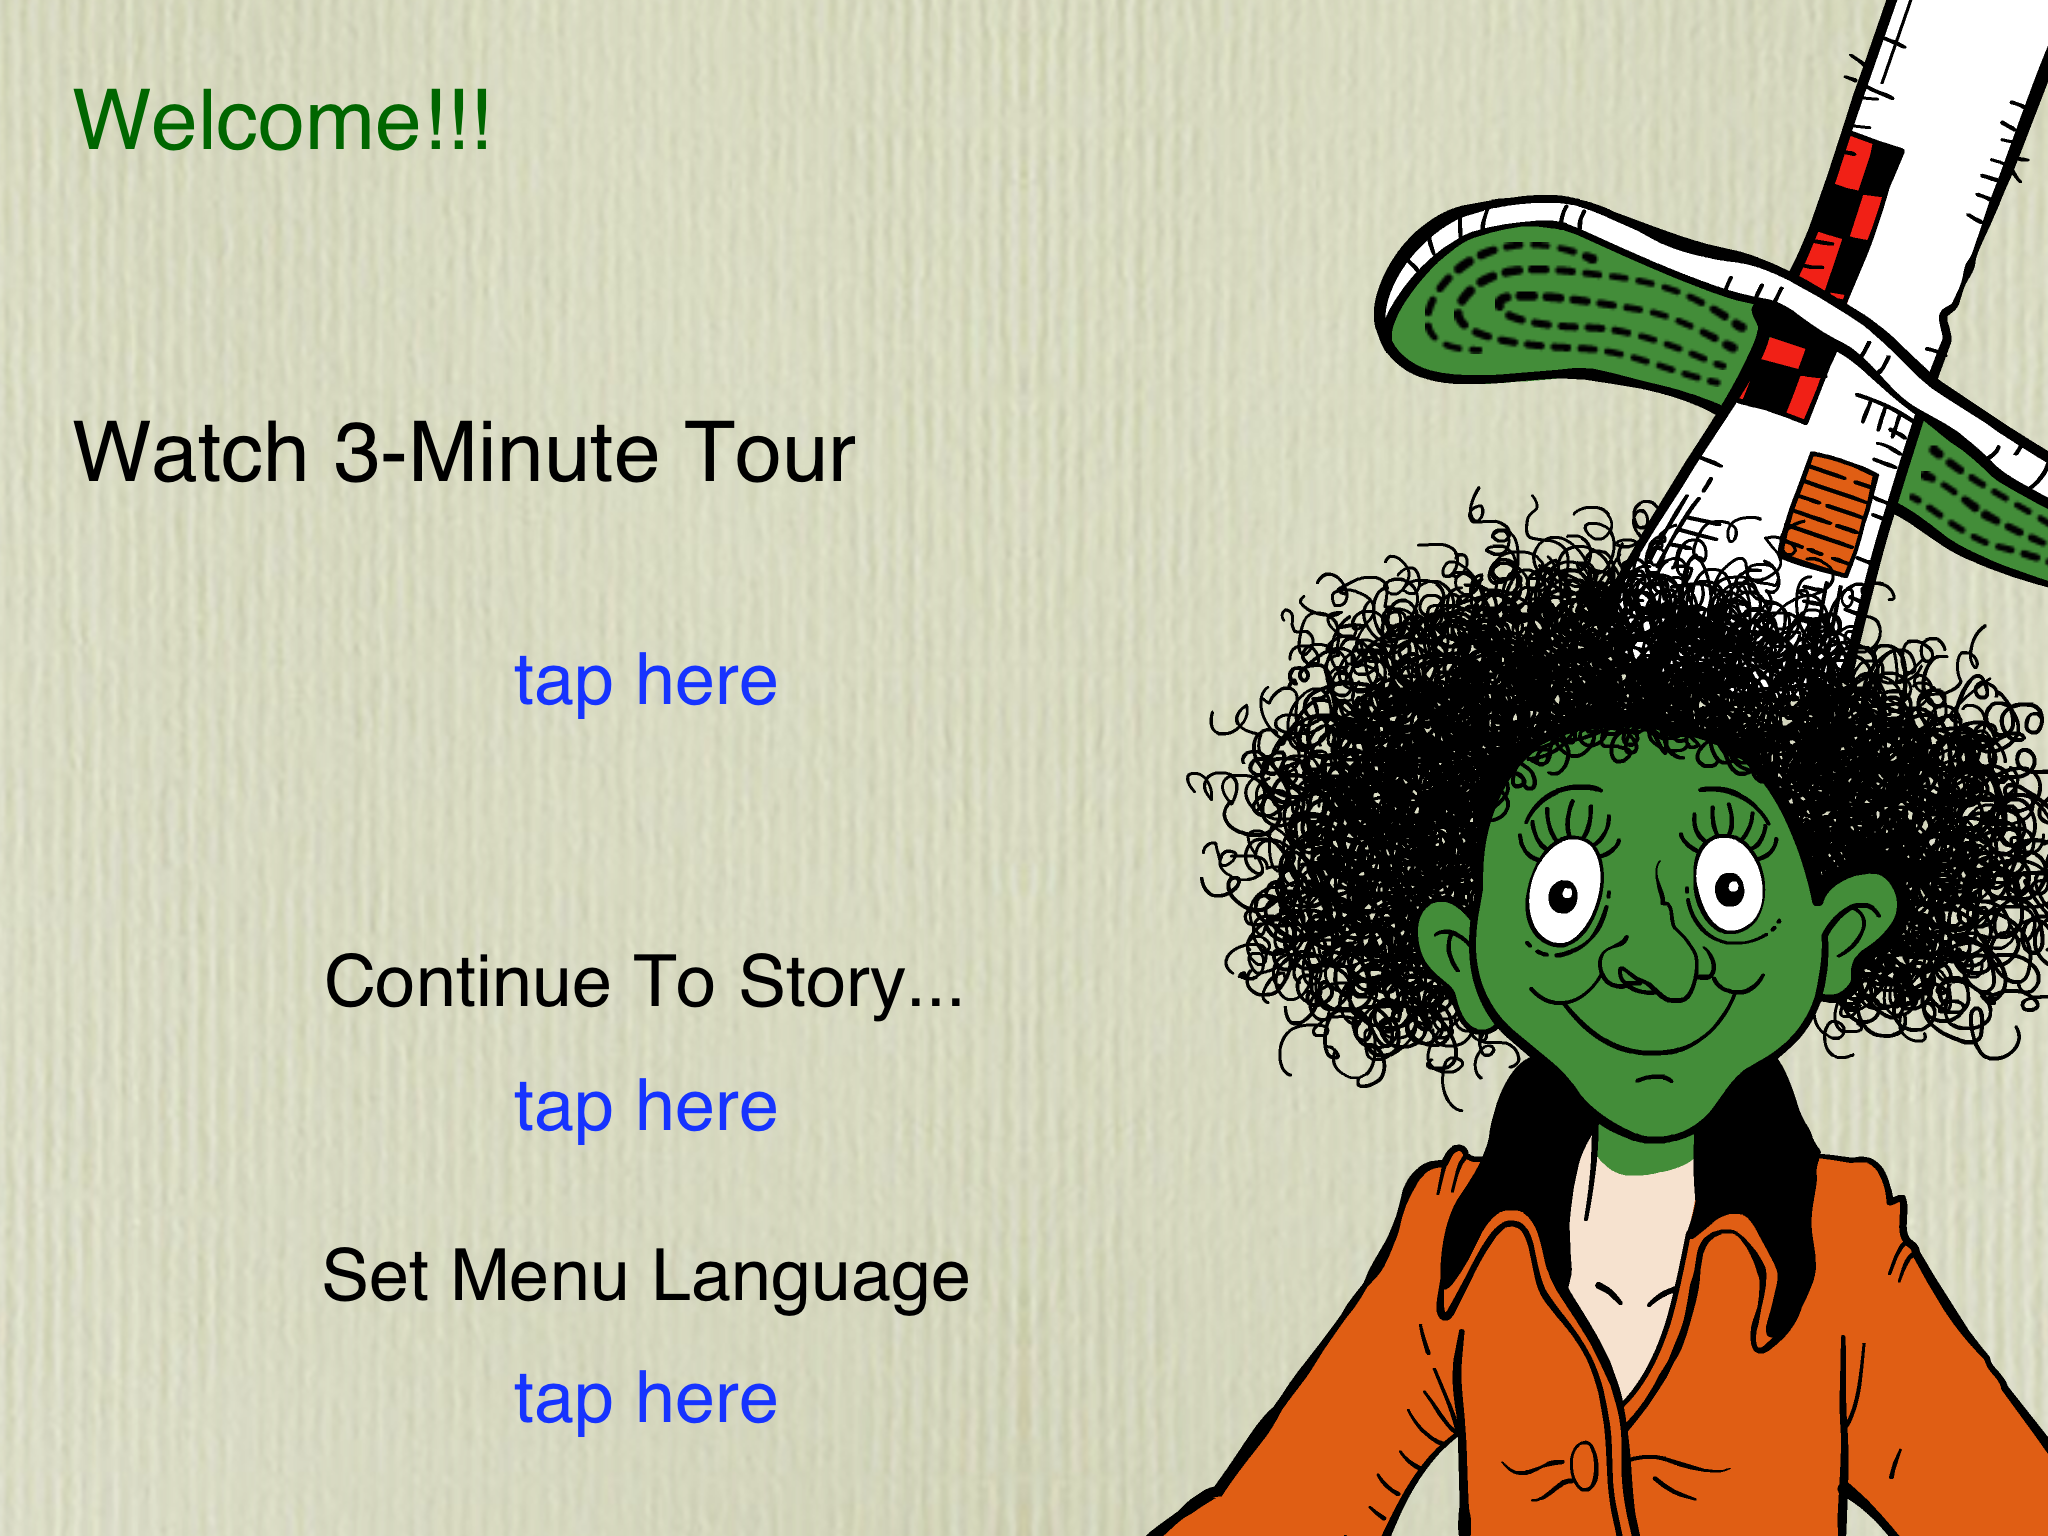 Welcome!!!
Watch 3-Minute Tour
tap here
Continue To Story...
tap here
Set Menu Language
tap here